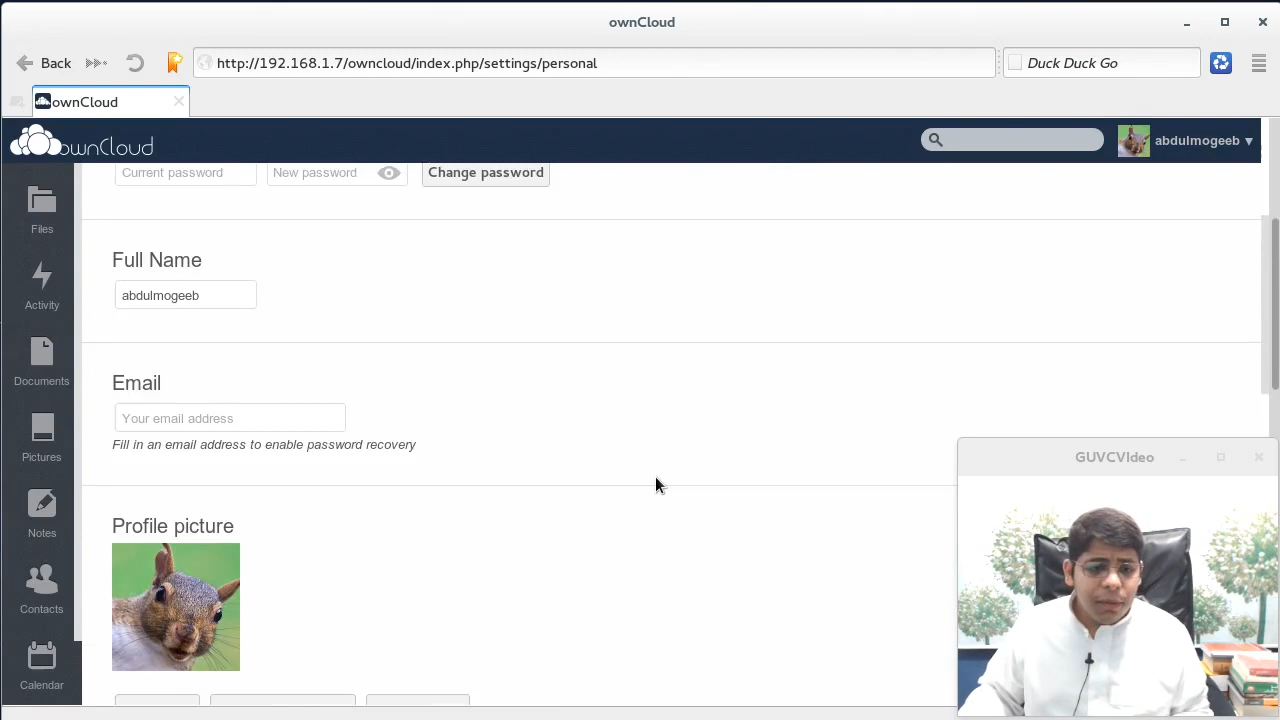 ownCloud
Back
http://192.168.1.7/owncloud/index.php/settings/personal
Duck Duck Go
ownCloud
ownCloud
abdulmogeeb
Current password
New password
Change password
Files
Full Name
abdulmogeeb
Activity
Email
Documents
Your email address
Fill in an email address to enable password recovery
Pictures
GUVCVIdeo
Profile picture
Notes
Contacts
Calendar